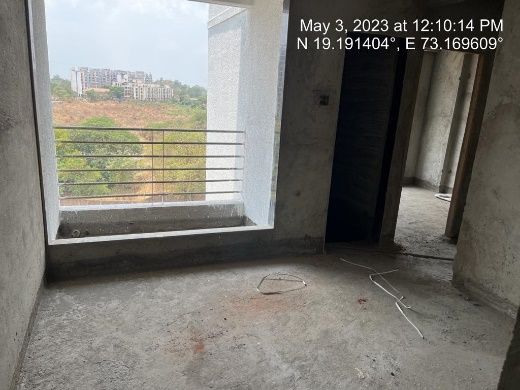 May 3, 2023 at 12:10:14 PM
N 19.191404°, E 73.169609°